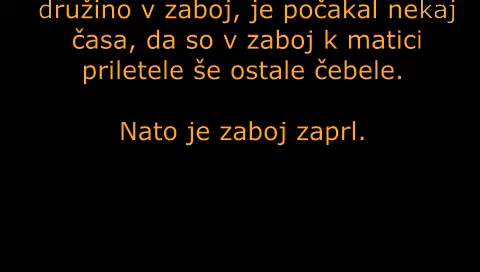 družino v zaboj, je počakal nekaj
časa, da so v zaboj k matici
priletele še ostale čebele.
Nato je zaboj zaprl.